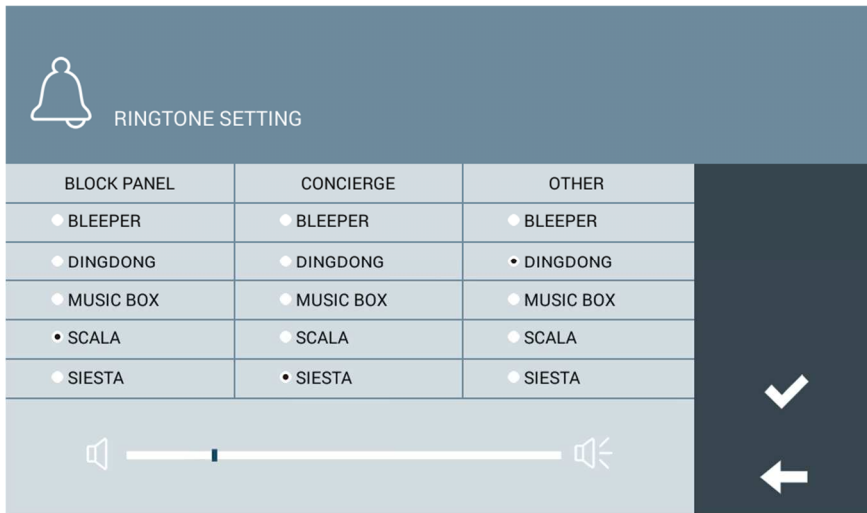 RINGTONE SETTING
BLOCK PANEL CONCIERGE OTHER
BLEEPER BLEEPER BLEEPER
DINGDONG DINGDONG DINGDONG
MUSIC BOX MUSIC BOX MUSIC BOX
SCALA SCALA SCALA
SIESTA SIESTA SIESTA